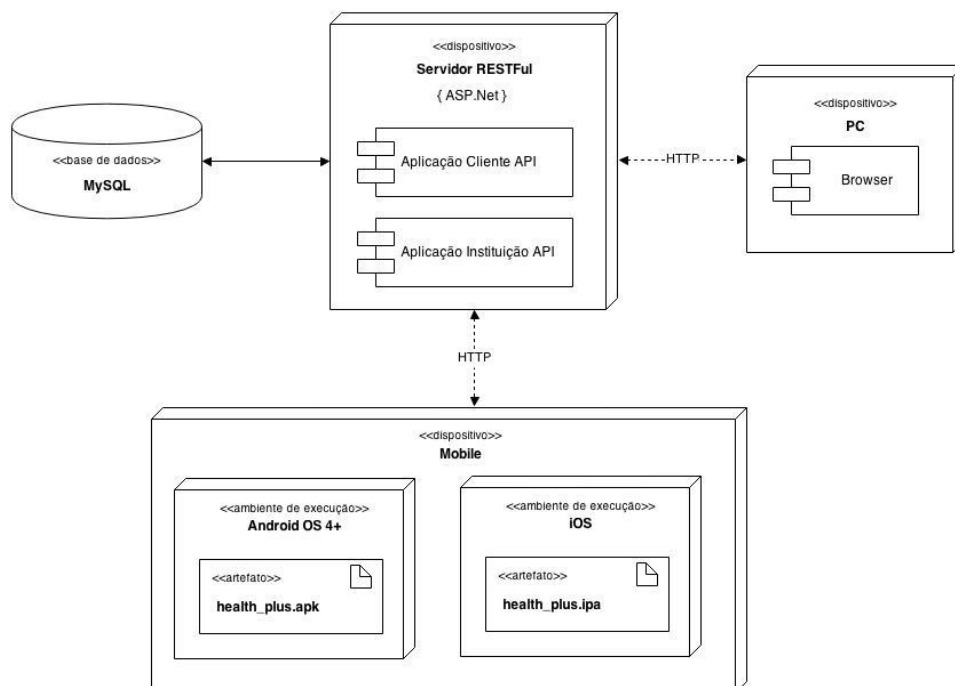 <<dispositivo>>
Servidor RESTFul
{ ASP.Net }
Aplicação Cliente API
Aplicação Instituição API
<<base de dados>>
MySQL
HTTP
<<dispositivo>>
PC
Browser
HTTP
<<dispositivo>>
Mobile
<<ambiente de execução>>
Android OS 4+
<<artefato>>
health_plus.apk
<<ambiente de execução>>
iOS
<<artefato>>
health_plus.ipa